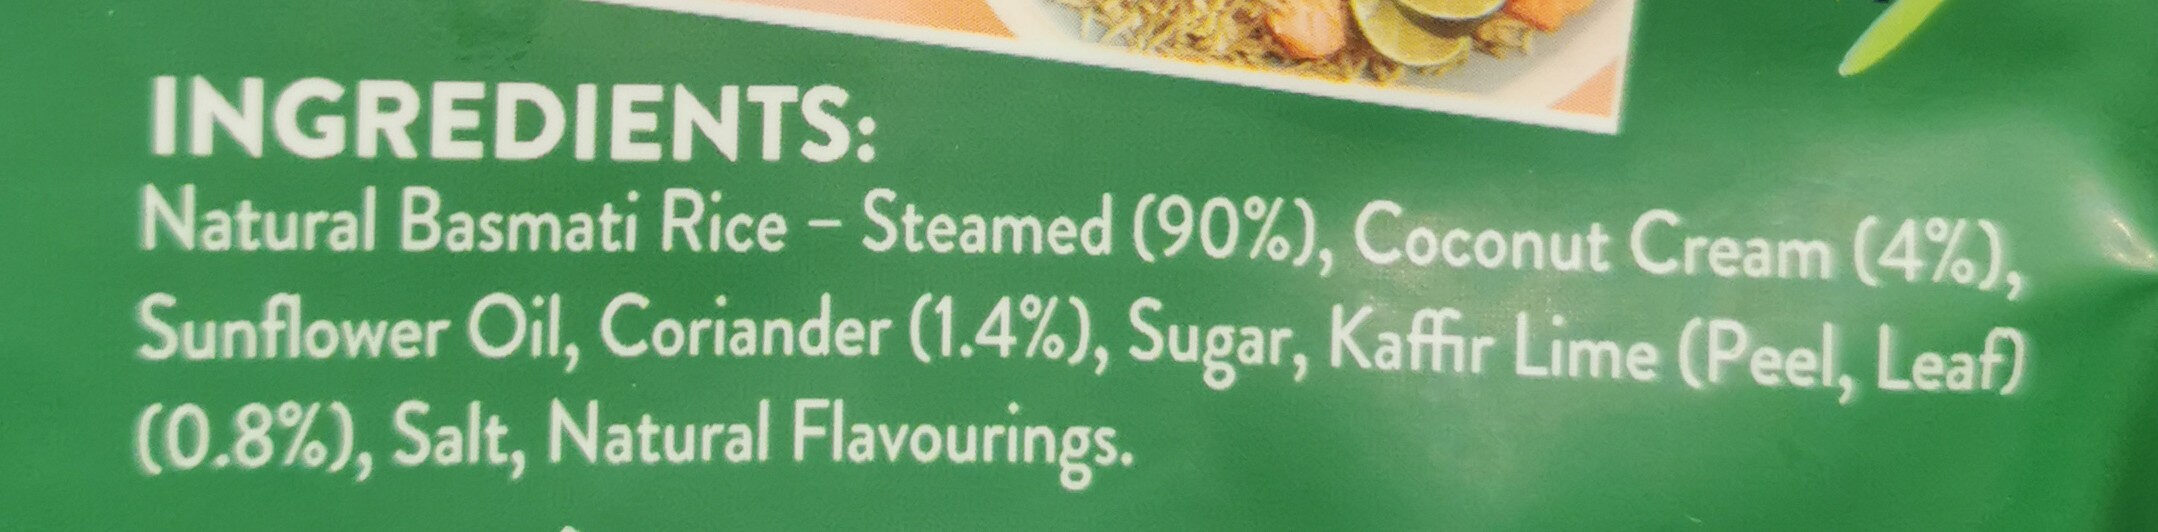 INGREDIENTS:
Natural Basmati Rice – Steamed (90%), Coconut Cream (4%),
Sunflower Oil, Coriander (1.4%), Sugar, Kaffir Lime (Peel, Leaf)
(0.8%), Salt, Natural Flavourings.